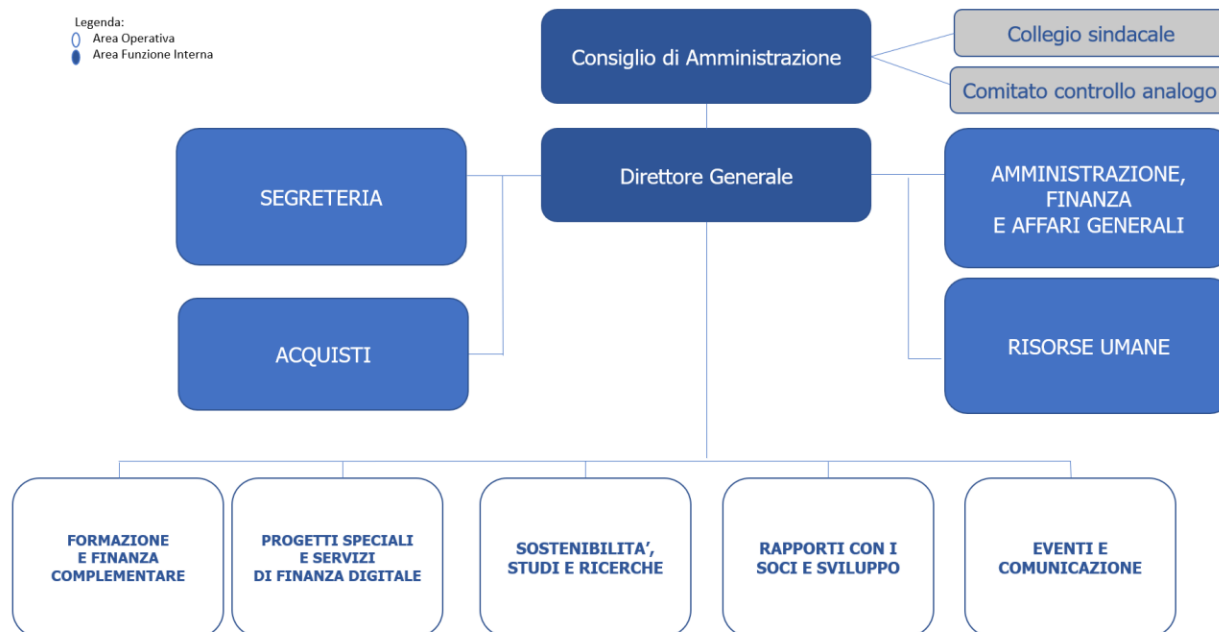 Legenda:
Area Operativa
Area Funzione Interna
Consiglio di Amministrazione
Collegio sindacale
Comitato controllo analogo
SEGRETERIA
Direttore Generale
AMMINISTRAZIONE,
FINANZA
E AFFARI GENERALI
ACQUISTI
RISORSE UMANE
FORMAZIONE
E FINANZA
COMPLEMENTARE
PROGETTI SPECIALI
E SERVIZI
DI FINANZA DIGITALE
SOSTENIBILITA’,
STUDI E RICERCHE
RAPPORTI CON I
SOCI E SVILUPPO
EVENTI E
COMUNICAZIONE